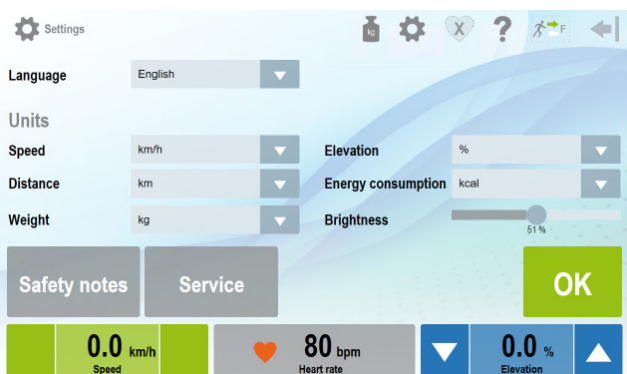 Settings
kg
X
?
F
Language English
Units
Speed km/h Elevation %
Distance km Energy consumption kcal
Weight kg Brightness
51 %
Safety notes Service OK
0.0 km/h 80 bpm 0.0 %
Speed Heart rate Elevation